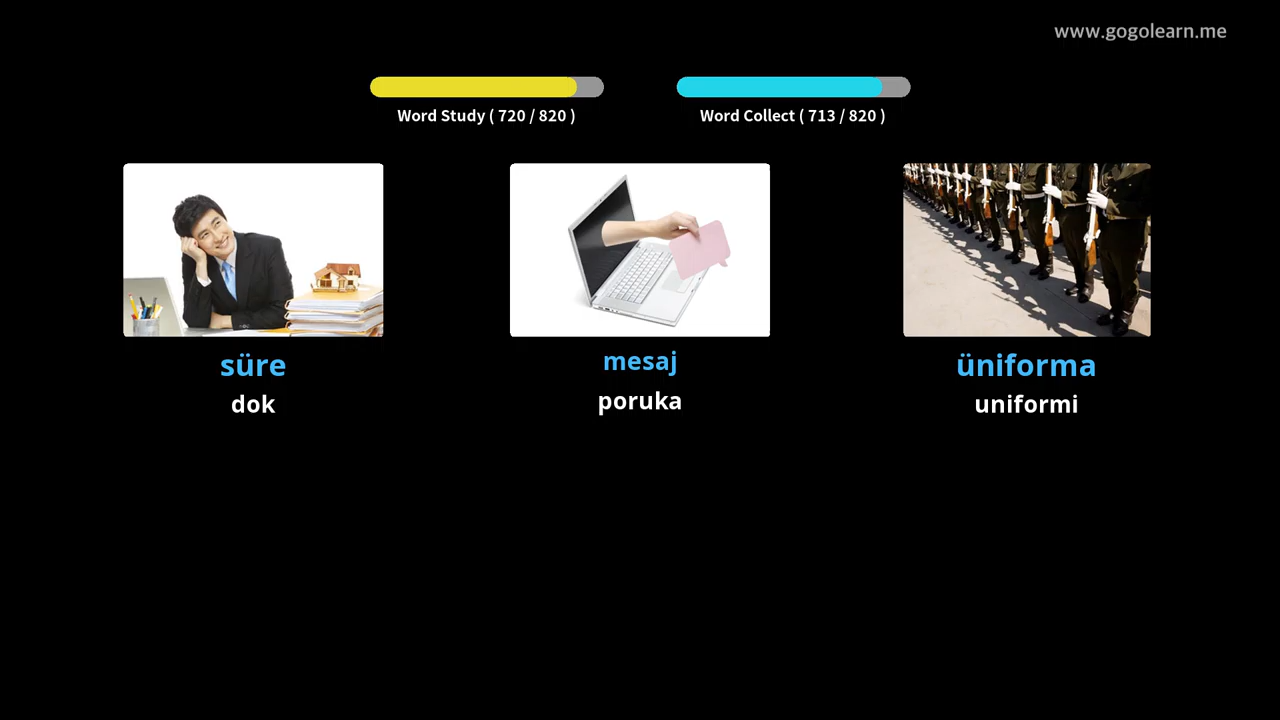 www.gogolearn.me
Word Study ( 720 / 820 )
Word Collect ( 713 / 820 )
süre
dok
mesaj
poruka
üniforma
uniformi